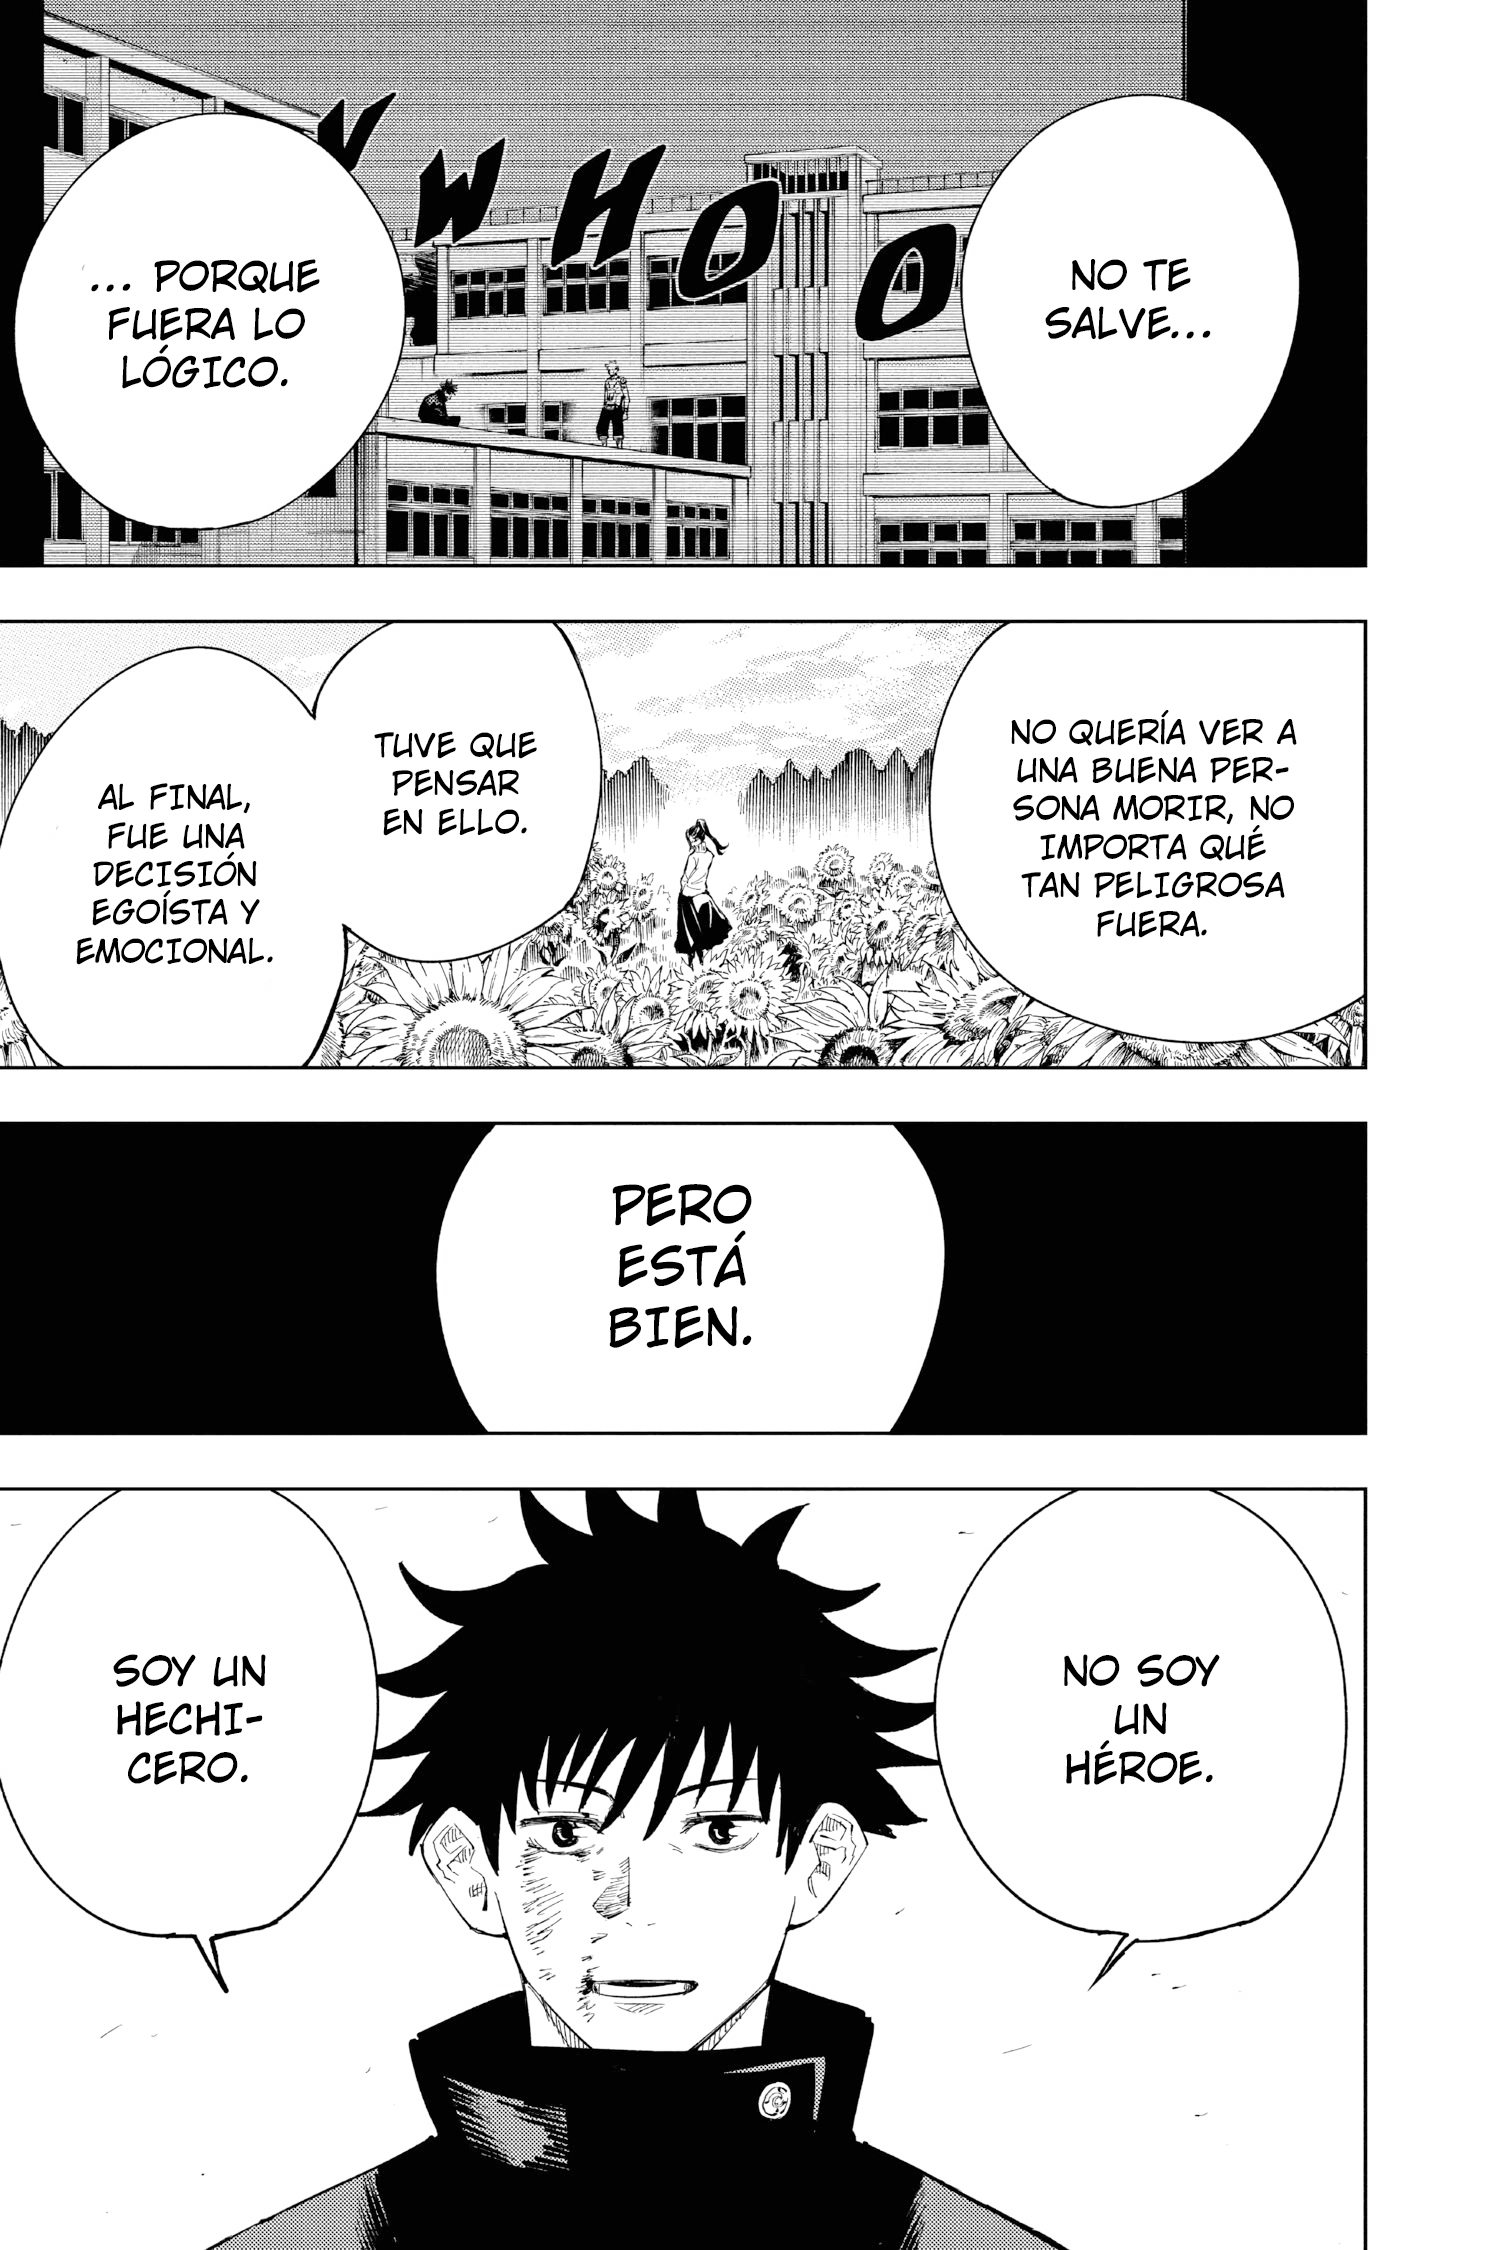 VWHOO
NO TE
SALVE...
... PORQUE
FUERA LO
LÓGICO.
NO QUERÍA VER A
UNA BUENA PER-
SONA MORIR, NO
IMPORTA QUÉ
TAN PELIGROSA
FUERA.
TUVE QUE
PENSAR
EN ELLO.
AL FINAL,
FUE UNA
DECISIÓN
EGOÍSTA Y
EMOCIONAL.
PERO
ESTÁ
BIEN.
NO SOY
UN
HÉROE.
SOY UN
HECHI-
CERO.